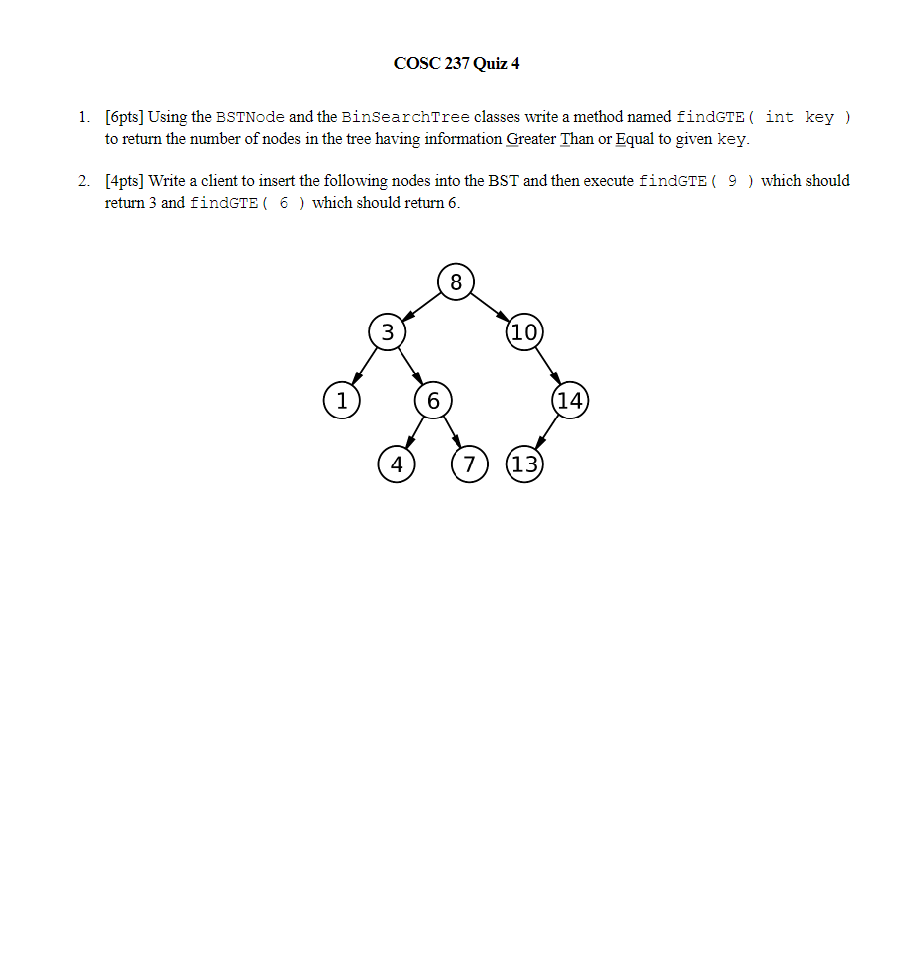 COSC 237 Quiz 4
1. [6pts] Using the BSTNode and the BinSearchTree classes write a method named findGTE( int key )
to return the number of nodes in the tree having information Greater Than or Equal to given key.
2. [4pts] Write a client to insert the following nodes into the BST and then execute findGTE( 9 ) which should
return 3 and findGTE( 6 ) which should return 6.
8
3 10
1 6 14
4 7 13